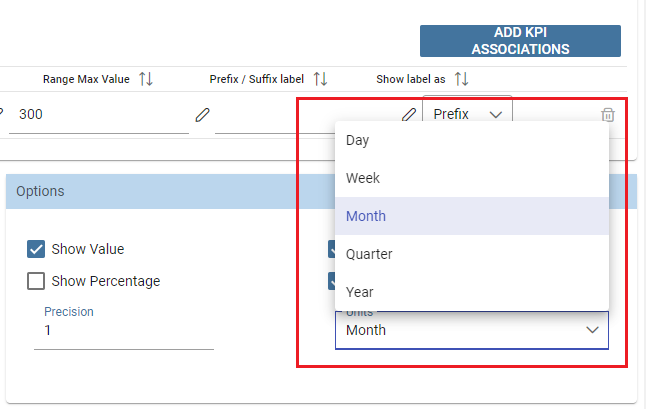 ADD KPI
ASSOCIATIONS
Range Max Value
Prefix / Suffix label
Show label as
300
Prefix
Day
Week
Month
Quarter
Year
Options
Show Value
Show Percentage
Precision
1
Units
Month